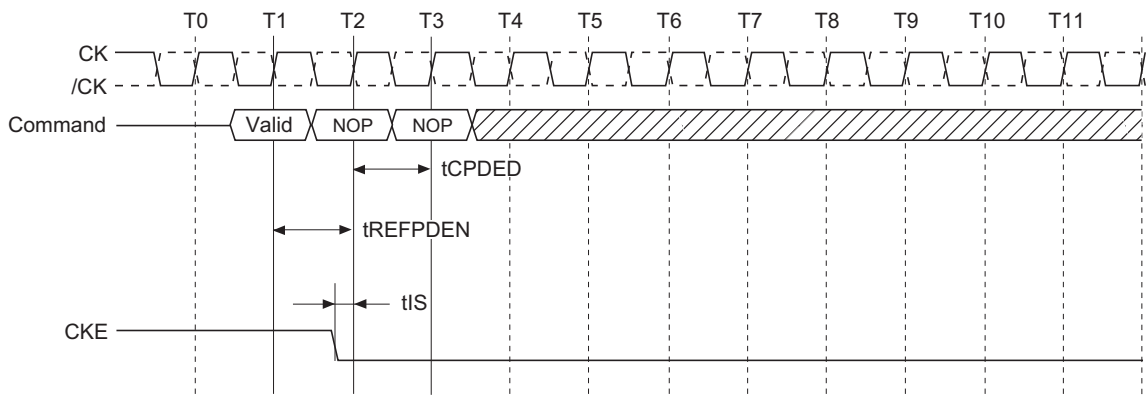 T0 T1 T2 T3 T4 T5 T6 T7 T8 T9 T10 T11
CK
/CK
Command Valid NOP NOP
tCPDED
tREFPDEN
tIS
CKE